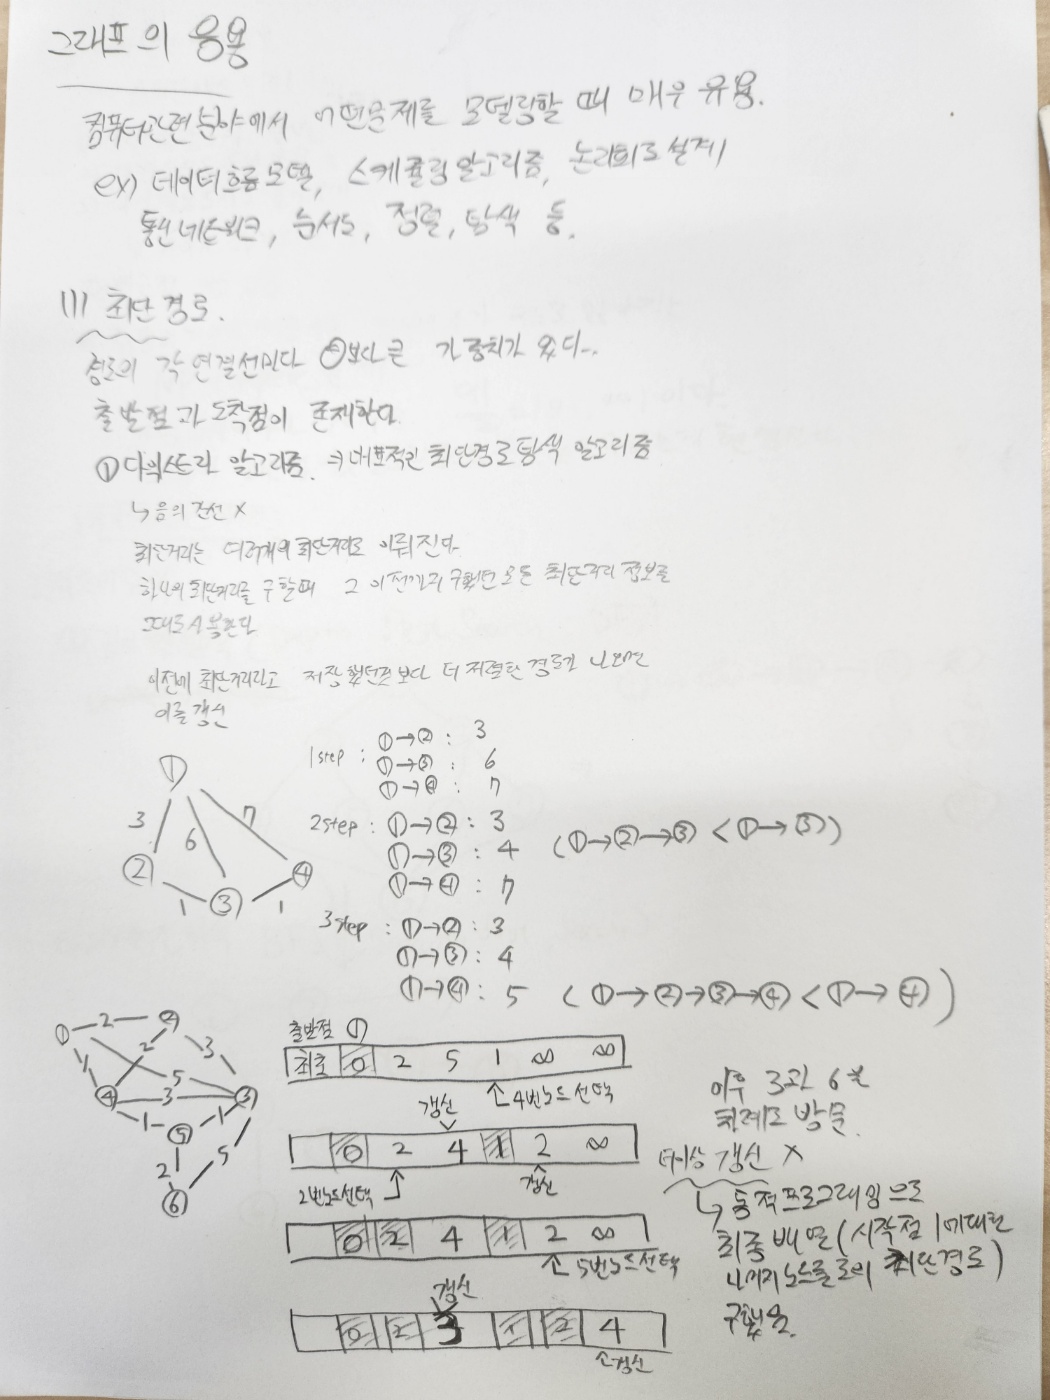 그래프의 응용
컴퓨터관련분야에서 어떤문제를 모델링할 때 매우 유용.
ex) 데이터흐름모델, 스케쥴링알고리즘, 논리회로설계
통신네트워크, 순서도, 정렬, 탐색 등.
(1) 최단경로.
경로의 각 연결선마다 0보다 큰 가중치가 있다.
출발점과 도착점이 존재한다.
① 다익스트라 알고리즘. ⇒ 대표적인 최단경로탐색 알고리즘
↳ 음의 간선 X
최단거리는 여러개의 최단거리로 이뤄진다
하나의 최단거리를 구할때 그 이전까지 구했던 모든 최단거리 정보를
그대로 사용한다
이전에 최단거리라고 저장했던것보다 더 저렴한 경로가 나오면
이를 갱신
1step : ①→② : 3
①→③ : 6
①→④ : 7
2step : ①→② : 3
①→③ : 4 (①→②→③ < ①→③)
①→④ : 7
3step : ①→② : 3
①→③ : 4
①→④ : 5 (①→②→③→④ < ①→④)
① 3 6 7
② 1 ③ 1 ④
출발점 ①
최초 0 2 5 1 ∞ ∞
↑ 4번노드 선택
갱신
0 2 4 1 2 ∞
2번노드선택 ↑ 갱신
0 2 4 1 2 ∞
↑ 5번노드선택
갱신
0 2 3 1 2 4
↑갱신
① 2 ②
1 2 5 3
④ 3 ③
1 ⑤ 1 5
2
⑥
이후 3과 6번
차례로 방문.
더이상 갱신 X
↳ 동적프로그래밍으로
최종 배열 (시작점 1에대한
나머지 노드들로의 최단경로)
구했음.